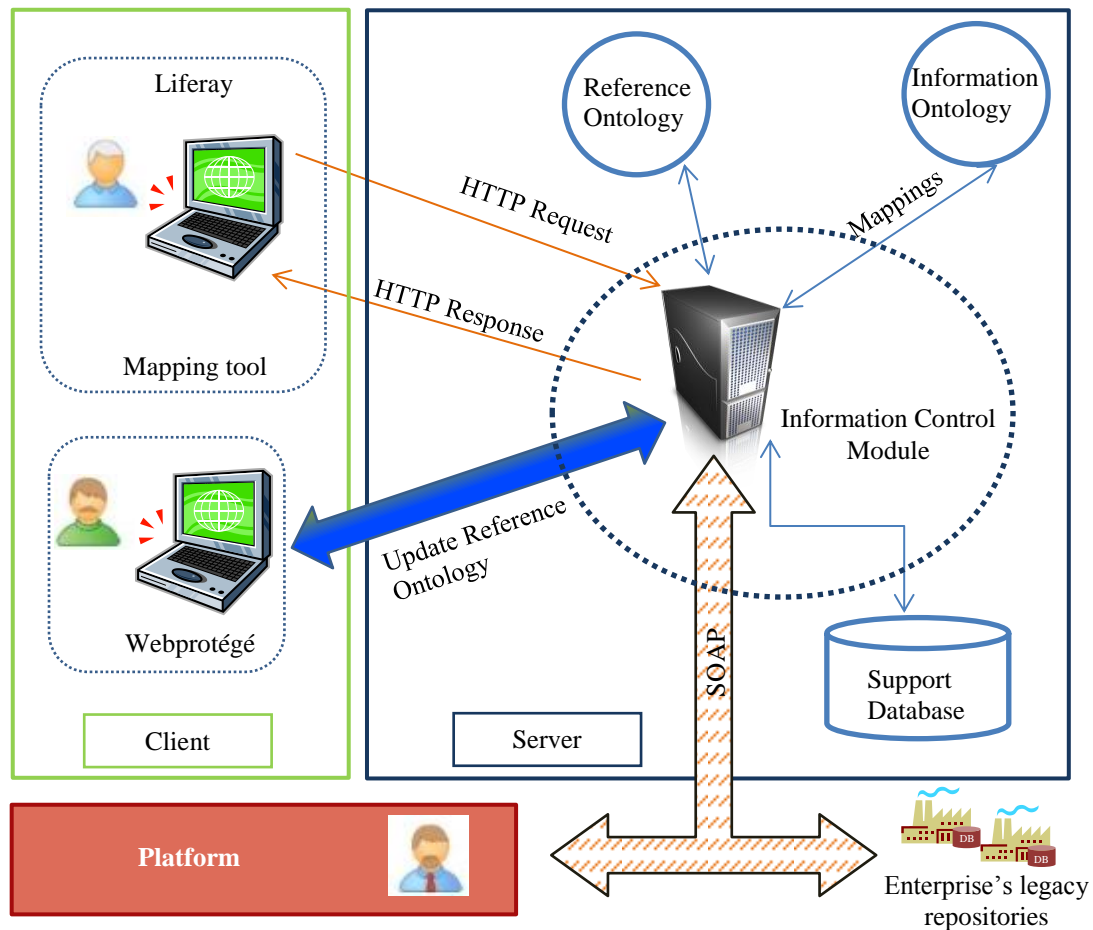 Liferay
Mapping tool
Webprotégé
Client
HTTP Request
HTTP Response
Update Reference
Ontology
Reference
Ontology
Information
Ontology
Mappings
Information Control
Module
Support
Database
Server
SOAP
Platform
DB
DB
Enterprise’s legacy
repositories